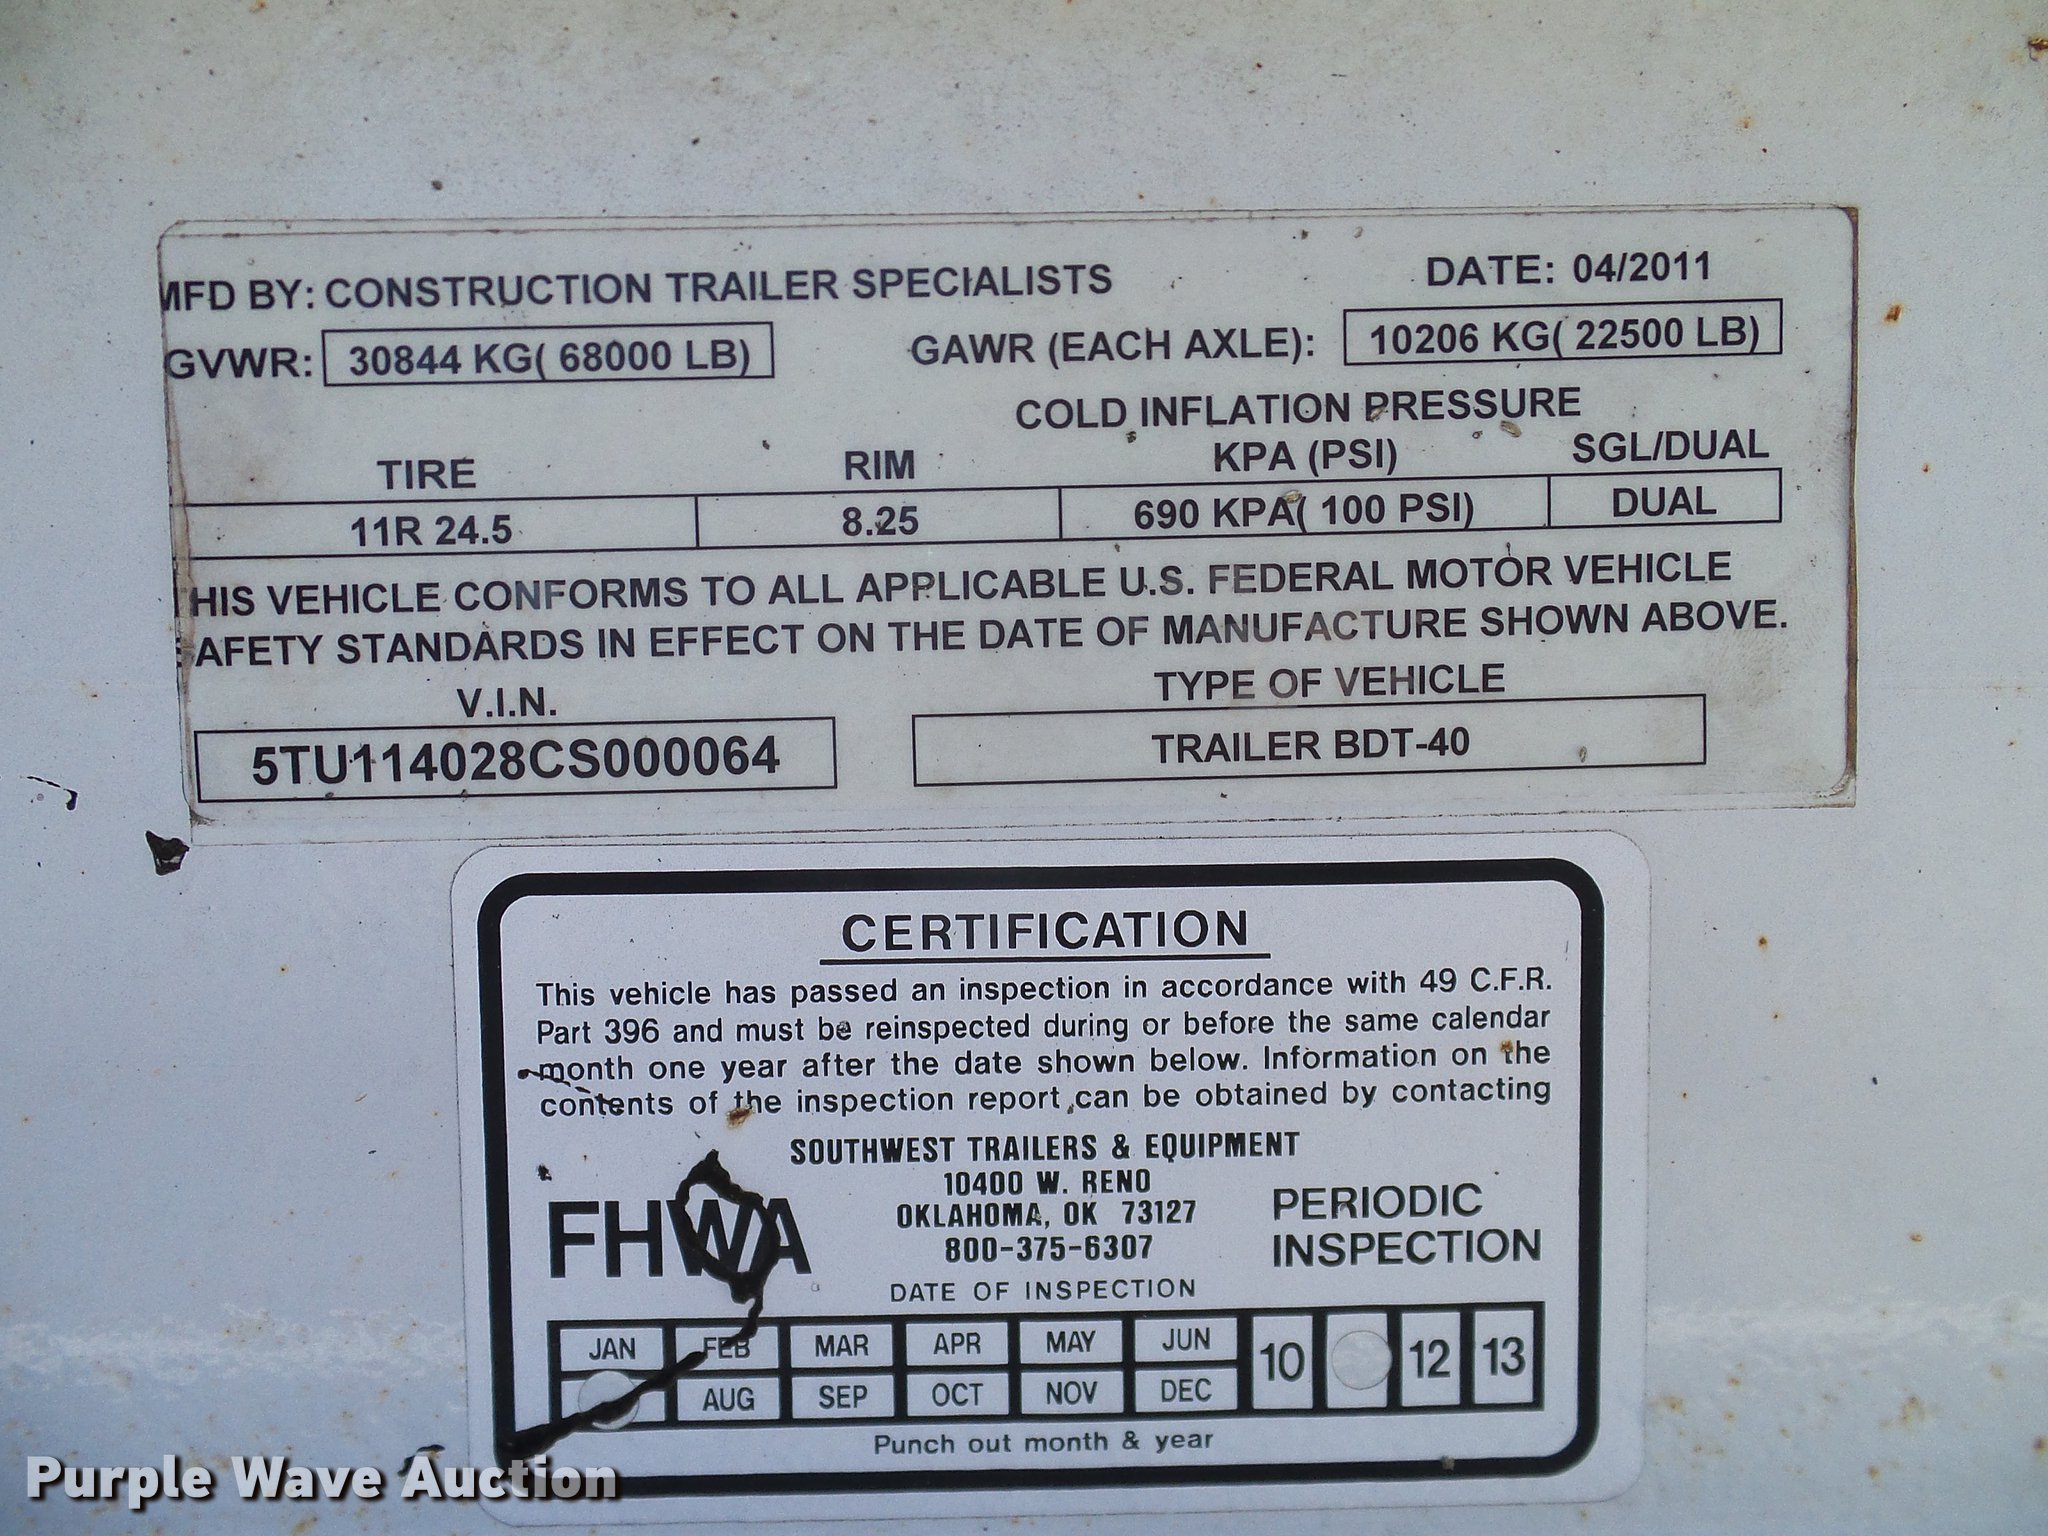 MFD BY: CONSTRUCTION TRAILER SPECIALISTS DATE: 04/2011
GVWR: 30844 KG( 68000 LB) GAWR (EACH AXLE): 10206 KG( 22500 LB)
COLD INFLATION PRESSURE
TIRE RIM KPA (PSI) SGL/DUAL
11R 24.5 8.25 690 KPA( 100 PSI) DUAL
THIS VEHICLE CONFORMS TO ALL APPLICABLE U.S. FEDERAL MOTOR VEHICLE
SAFETY STANDARDS IN EFFECT ON THE DATE OF MANUFACTURE SHOWN ABOVE.
V.I.N. TYPE OF VEHICLE
5TU114028CS000064 TRAILER BDT-40
CERTIFICATION
This vehicle has passed an inspection in accordance with 49 C.F.R.
Part 396 and must be reinspected during or before the same calendar
month one year after the date shown below. Information on the
contents of the inspection report can be obtained by contacting
SOUTHWEST TRAILERS & EQUIPMENT
10400 W. RENO
OKLAHOMA, OK 73127
800-375-6307
FHWA
PERIODIC
INSPECTION
DATE OF INSPECTION
JAN FEB MAR APR MAY JUN 10 12 13
AUG SEP OCT NOV DEC
Punch out month & year
Purple Wave Auction